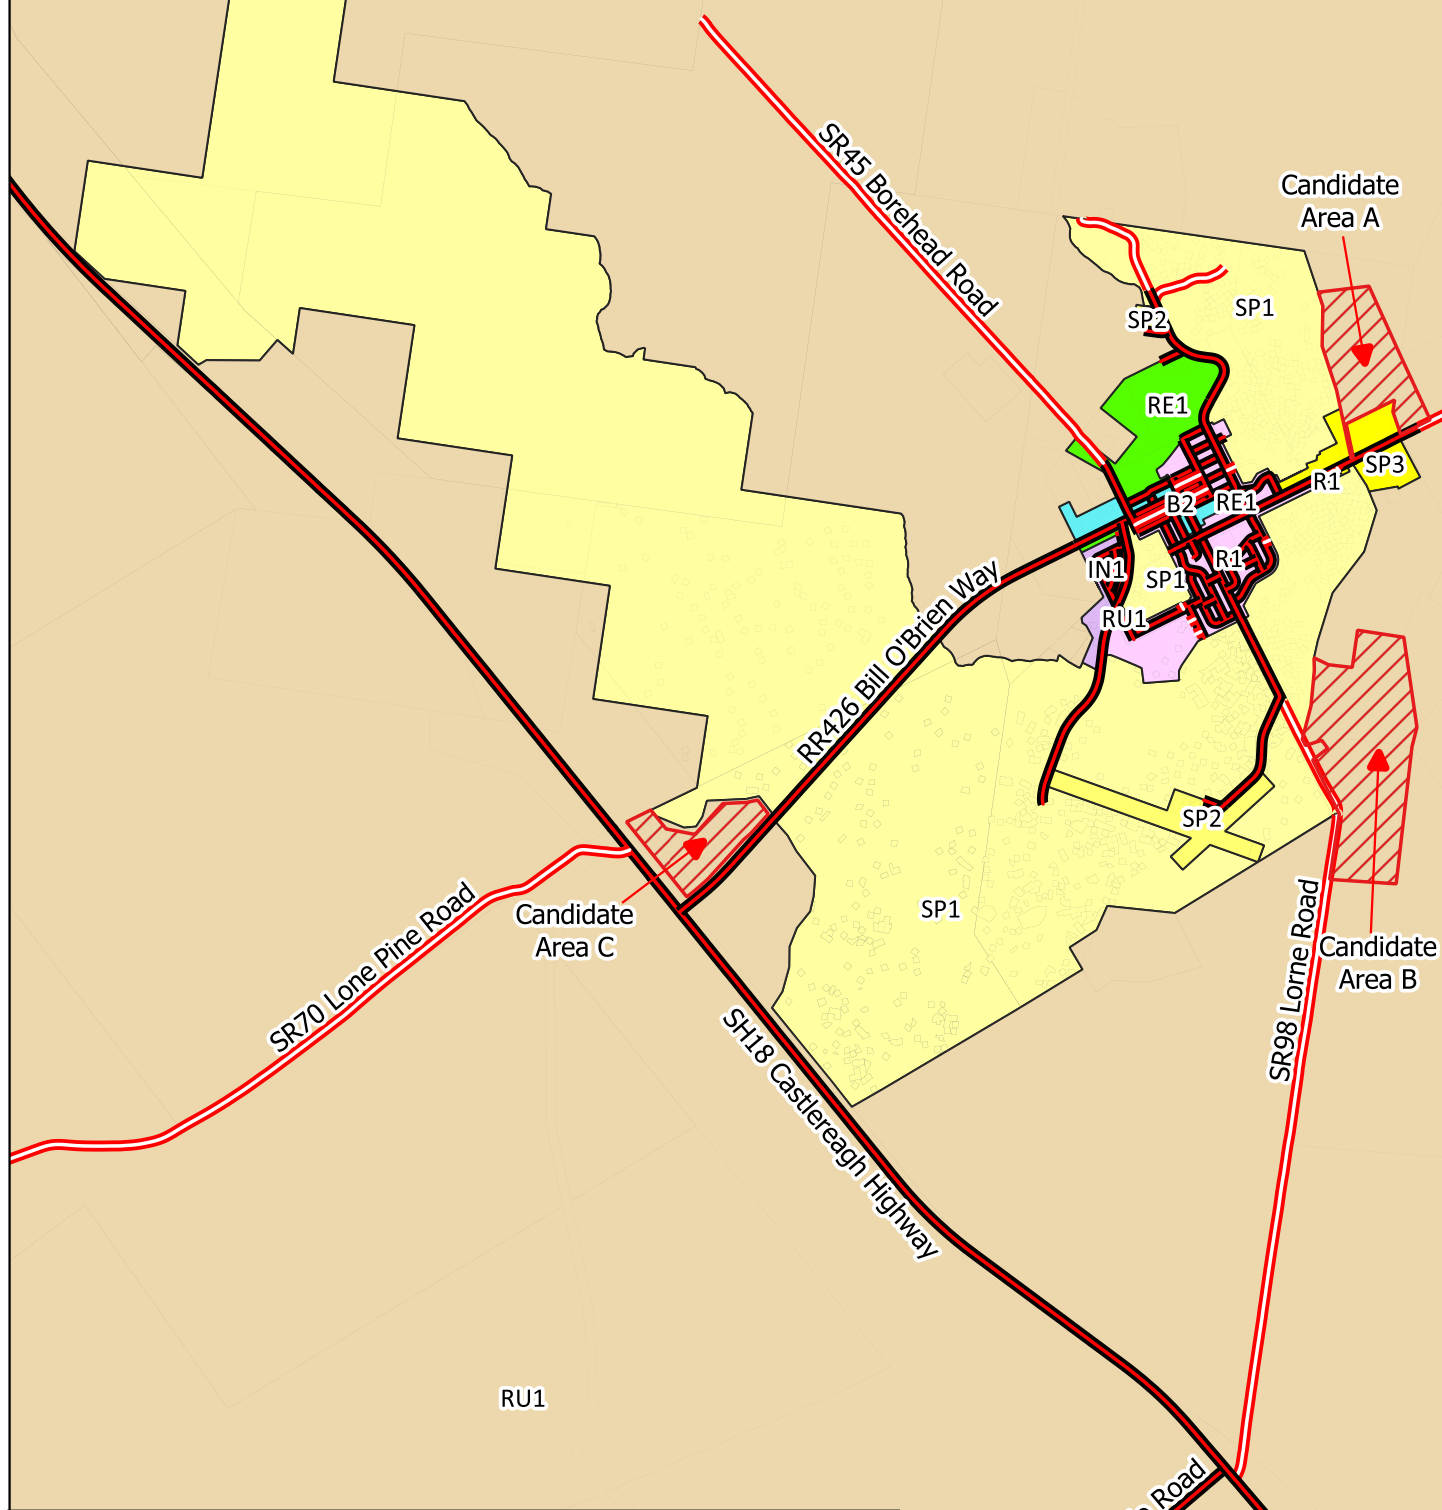 SR45 Borehead Road
Candidate
Area A
SP1
SP2
RE1
SP3
R1
B2
RE1
R1
IN1
SP1
RU1
RR426 Bill O'Brien Way
SP2
SP1
Candidate
Area C
SR70 Lone Pine Road
Candidate
Area B
SR98 Lorne Road
SH18 Castlereagh Highway
RU1
Road